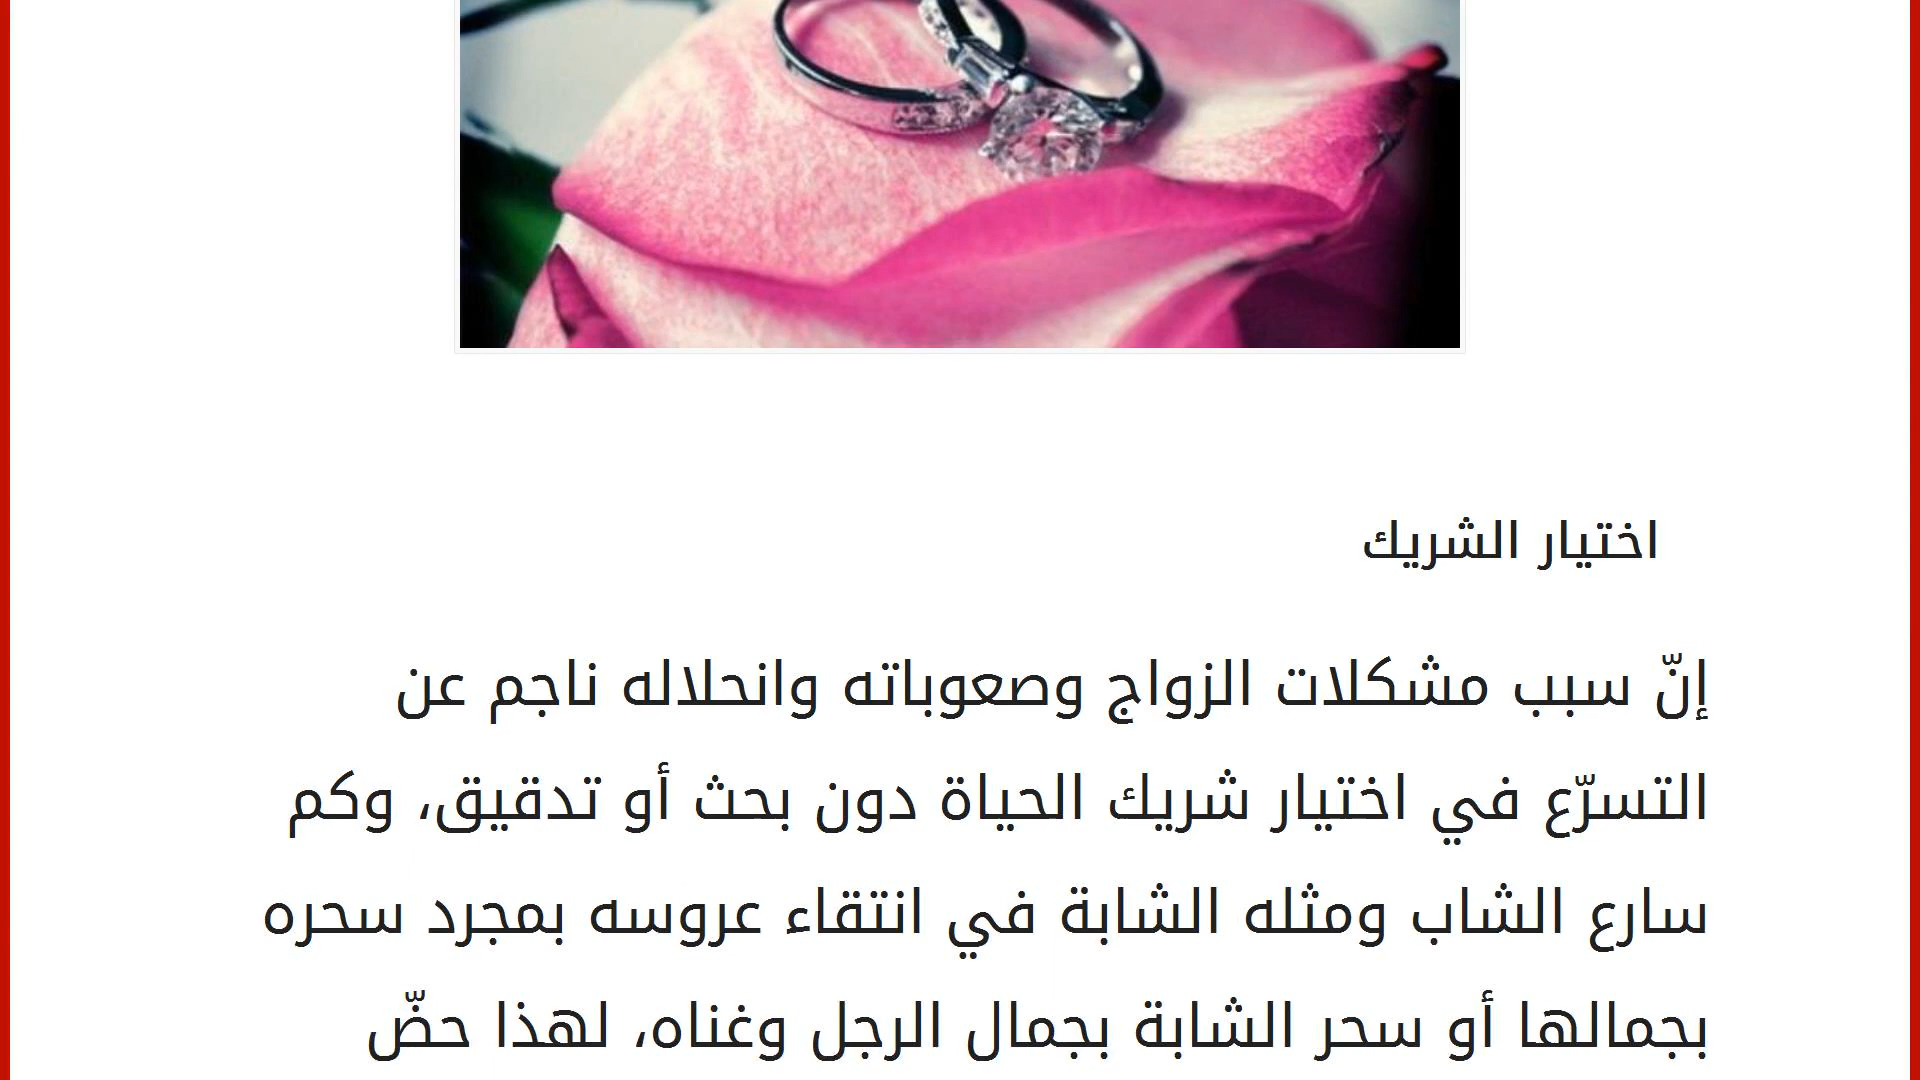 اختيار الشريك
إنّ سبب مشكلات الزواج وصعوباته وانحلاله ناجم عن
التسرّع في اختيار شريك الحياة دون بحث أو تدقيق، وكم
سارع الشاب ومثله الشابة في انتقاء عروسه بمجرد سحره
بجمالها أو سحر الشابة بجمال الرجل وغناه، لهذا حضّ